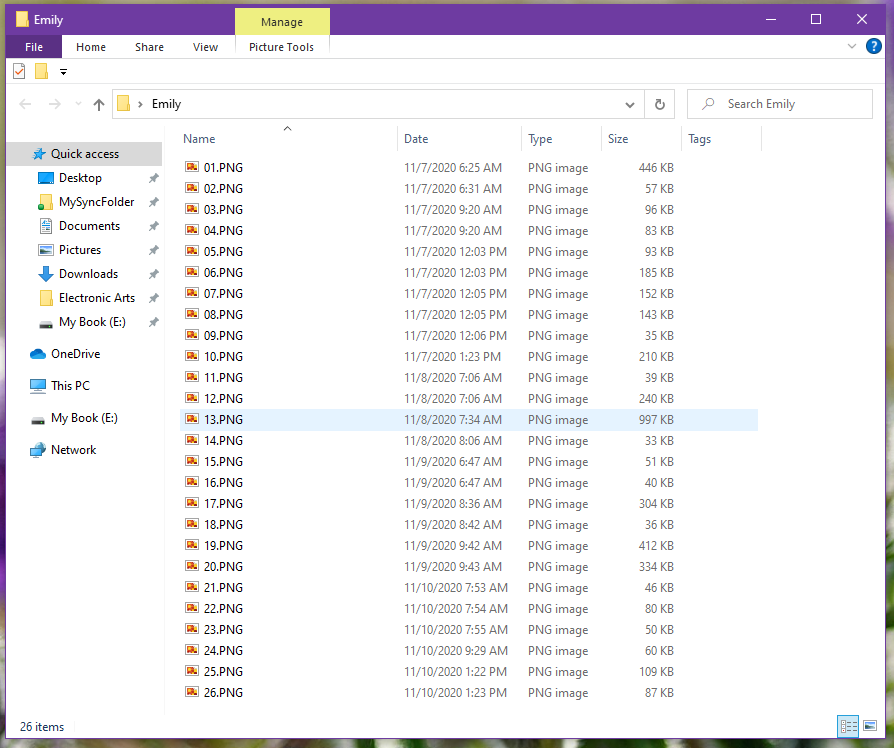 Emily
Manage
File Home Share View Picture Tools
Emily
Search Emily
Name Date Type Size Tags
Quick access
Desktop
MySyncFolder
Documents
Pictures
Downloads
Electronic Arts
My Book (E:)
OneDrive
This PC
My Book (E:)
Network
01.PNG 11/7/2020 6:25 AM PNG image 446 KB
02.PNG 11/7/2020 6:31 AM PNG image 57 KB
03.PNG 11/7/2020 9:20 AM PNG image 96 KB
04.PNG 11/7/2020 9:20 AM PNG image 83 KB
05.PNG 11/7/2020 12:03 PM PNG image 93 KB
06.PNG 11/7/2020 12:03 PM PNG image 185 KB
07.PNG 11/7/2020 12:05 PM PNG image 152 KB
08.PNG 11/7/2020 12:05 PM PNG image 143 KB
09.PNG 11/7/2020 12:06 PM PNG image 35 KB
10.PNG 11/7/2020 1:23 PM PNG image 210 KB
11.PNG 11/8/2020 7:06 AM PNG image 39 KB
12.PNG 11/8/2020 7:06 AM PNG image 240 KB
13.PNG 11/8/2020 7:34 AM PNG image 997 KB
14.PNG 11/8/2020 8:06 AM PNG image 33 KB
15.PNG 11/9/2020 6:47 AM PNG image 51 KB
16.PNG 11/9/2020 6:47 AM PNG image 40 KB
17.PNG 11/9/2020 8:36 AM PNG image 304 KB
18.PNG 11/9/2020 8:42 AM PNG image 36 KB
19.PNG 11/9/2020 9:42 AM PNG image 412 KB
20.PNG 11/9/2020 9:43 AM PNG image 334 KB
21.PNG 11/10/2020 7:53 AM PNG image 46 KB
22.PNG 11/10/2020 7:54 AM PNG image 80 KB
23.PNG 11/10/2020 7:55 AM PNG image 50 KB
24.PNG 11/10/2020 9:29 AM PNG image 60 KB
25.PNG 11/10/2020 1:22 PM PNG image 109 KB
26.PNG 11/10/2020 1:23 PM PNG image 87 KB
26 items